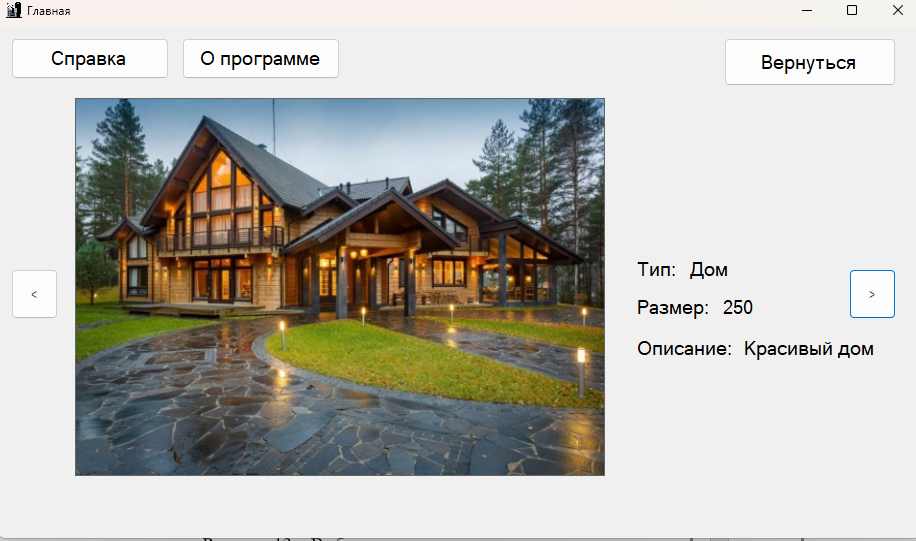 Главная
Справка
О программе
Вернуться
<
Тип: Дом
>
Размер: 250
Описание: Красивый дом